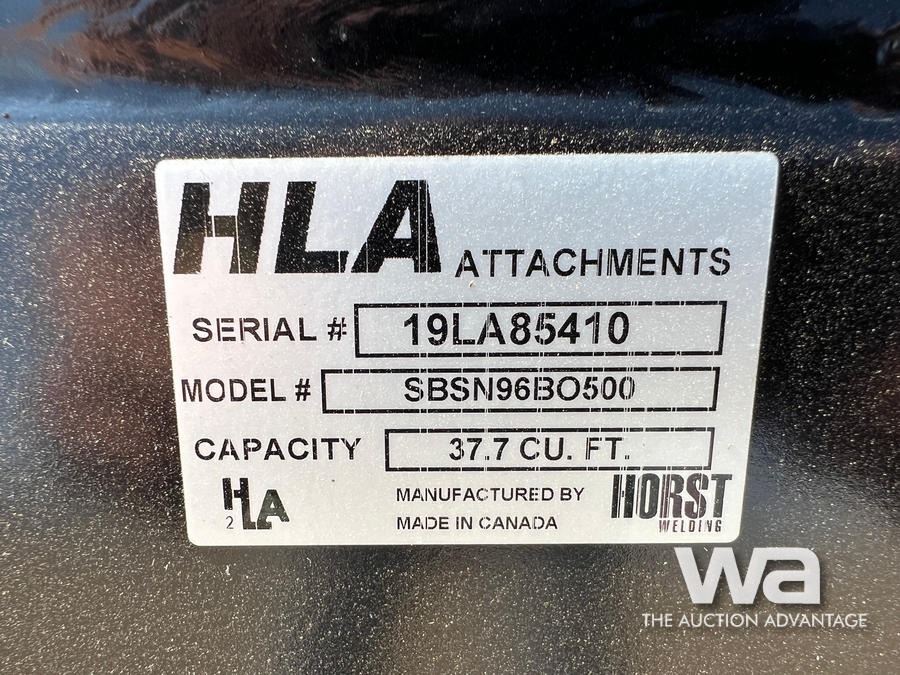 HLA ATTACHMENTS
SERIAL # 19LA85410
MODEL # SBSN96BO500
CAPACITY 37.7 CU. FT.
HLA
2
MANUFACTURED BY
MADE IN CANADA
HORST
WELDING
wa
THE AUCTION ADVANTAGE